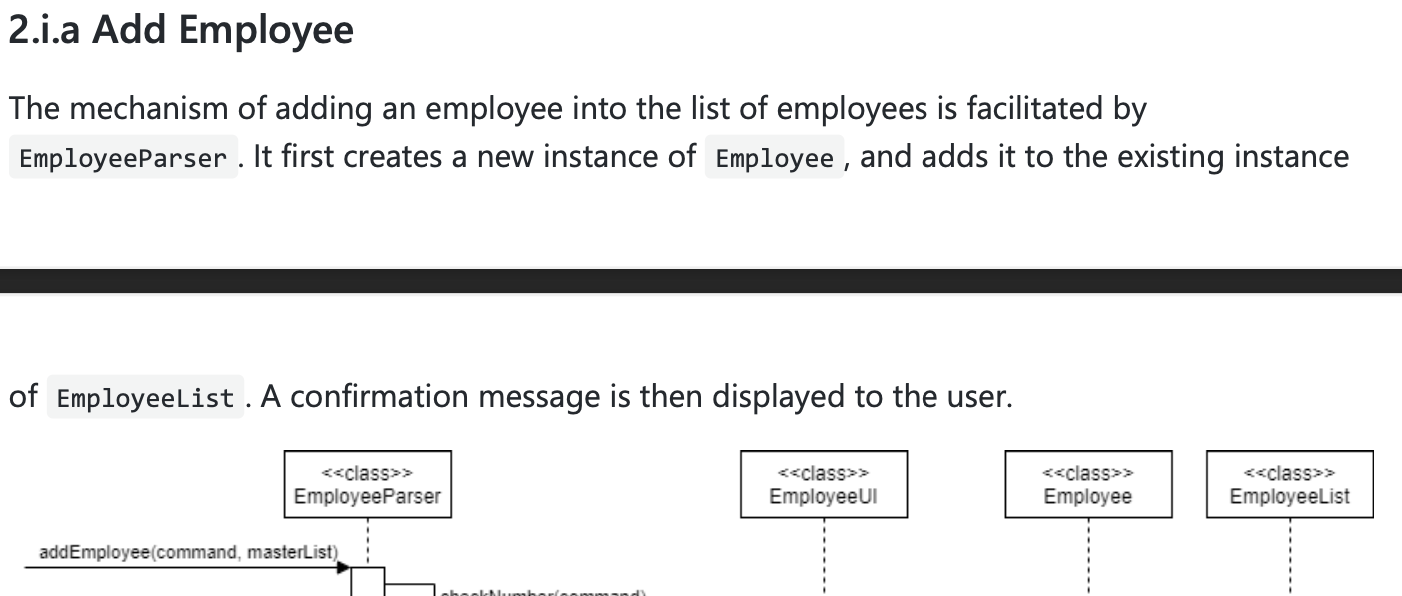 2.i.a Add Employee
The mechanism of adding an employee into the list of employees is facilitated by
EmployeeParser . It first creates a new instance of Employee , and adds it to the existing instance
of EmployeeList . A confirmation message is then displayed to the user.
<<class>>
EmployeeParser
<<class>>
EmployeeUI
<<class>>
Employee
<<class>>
EmployeeList
addEmployee(command, masterList)
checkNumber(command)